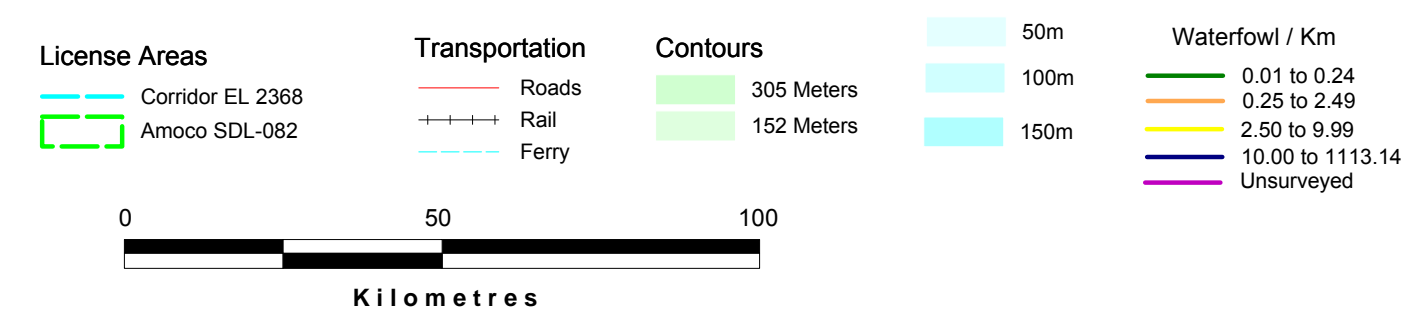 License Areas
Corridor EL 2368
Amoco SDL-082
Transportation
Roads
Rail
Ferry
Contours
305 Meters
152 Meters
50m
100m
150m
Waterfowl / Km
0.01 to 0.24
0.25 to 2.49
2.50 to 9.99
10.00 to 1113.14
Unsurveyed
0 50 100
Kilometres